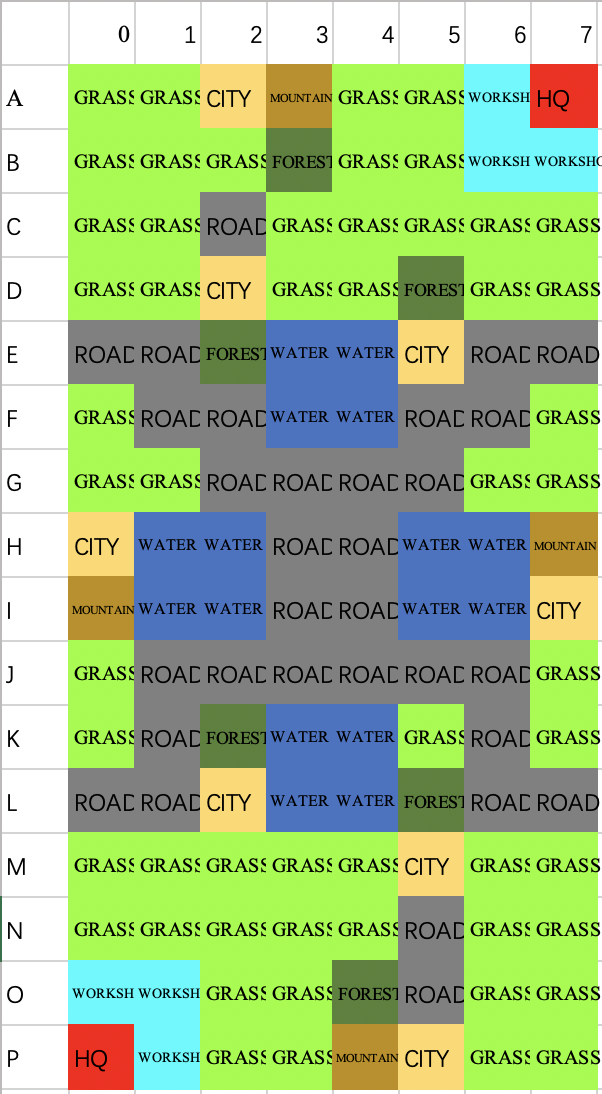 0 1 2 3 4 5 6 7
A GRASS GRASS CITY MOUNTAIN GRASS GRASS WORKSH HQ
B GRASS GRASS GRASS FOREST GRASS GRASS WORKSH WORKSHO
C GRASS GRASS ROAD GRASS GRASS GRASS GRASS GRASS
D GRASS GRASS CITY GRASS GRASS FOREST GRASS GRASS
E ROAD ROAD FOREST WATER WATER CITY ROAD ROAD
F GRASS ROAD ROAD WATER WATER ROAD ROAD GRASS
G GRASS GRASS ROAD ROAD ROAD ROAD GRASS GRASS
H CITY WATER WATER ROAD ROAD WATER WATER MOUNTAIN
I MOUNTAIN WATER WATER ROAD ROAD WATER WATER CITY
J GRASS ROAD ROAD ROAD ROAD ROAD ROAD GRASS
K GRASS ROAD FOREST WATER WATER GRASS ROAD GRASS
L ROAD ROAD CITY WATER WATER FOREST ROAD ROAD
M GRASS GRASS GRASS GRASS GRASS CITY GRASS GRASS
N GRASS GRASS GRASS GRASS GRASS ROAD GRASS GRASS
O WORKSH WORKSH GRASS GRASS FOREST ROAD GRASS GRASS
P HQ WORKSH GRASS GRASS MOUNTAIN CITY GRASS GRASS